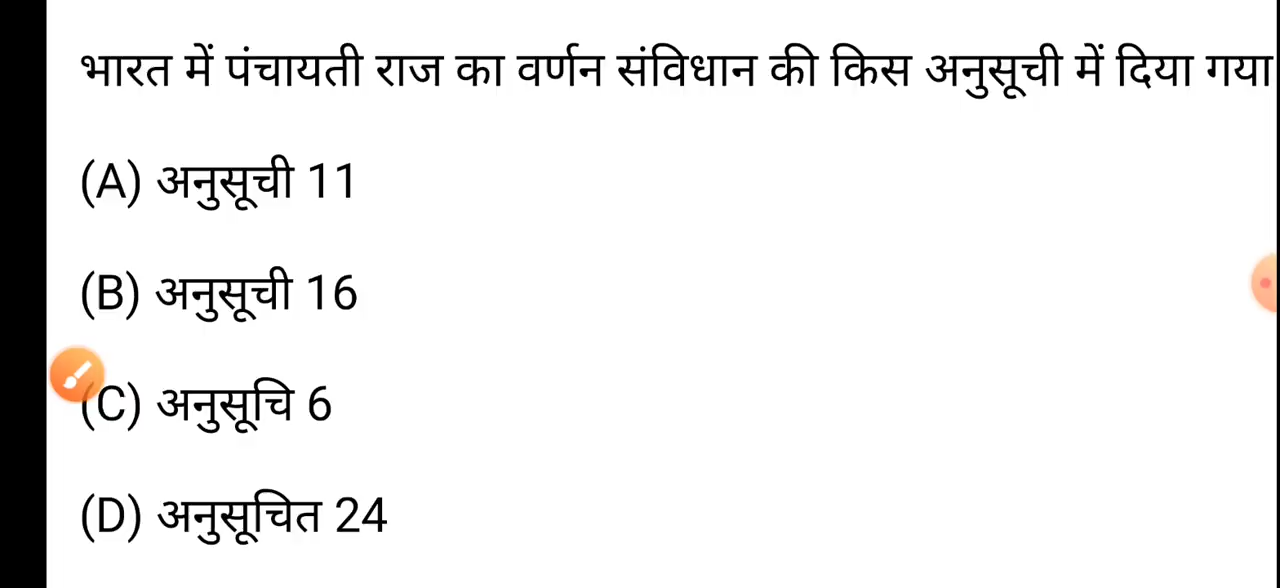 भारत में पंचायती राज का वर्णन संविधान की किस अनुसूची में दिया गया
(A) अनुसूची 11
(B) अनुसूची 16
(C) अनुसूचि 6
(D) अनुसूचित 24